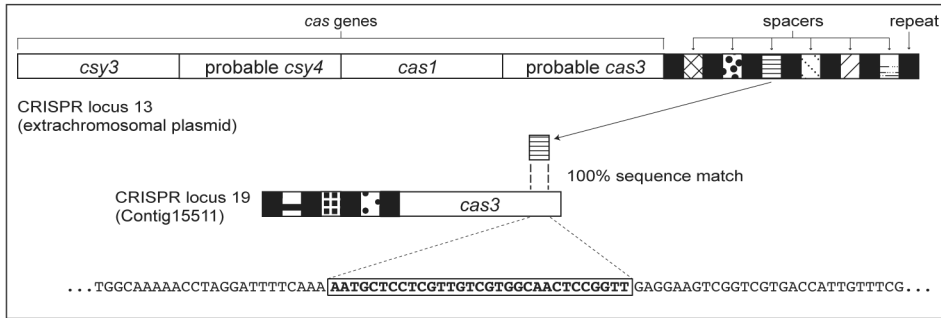 cas genes
spacers
repeat
csy3 probable csy4 cas1 probable cas3
CRISPR locus 13
(extrachromosomal plasmid)
100% sequence match
CRISPR locus 19
(Contig15511)
cas3
...TGGCAAAAACCTAGGATTTTCAAA AATGCTCCTCGTTGTCGTGGCAACTCCGGTT GAGGAAGTCGGTCGTGACCATTGTTTCG...